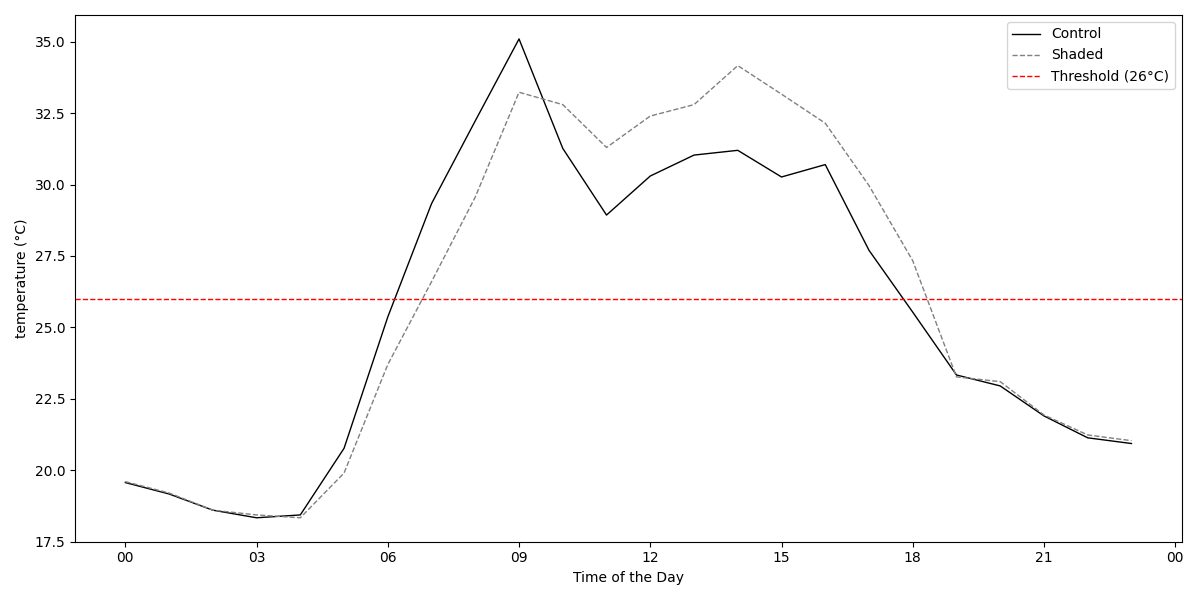 35.0
32.5
30.0
27.5
25.0
22.5
20.0
17.5
temperature (°C)
Control
Shaded
Threshold (26°C)
00 03 06 09 12 15 18 21 00
Time of the Day